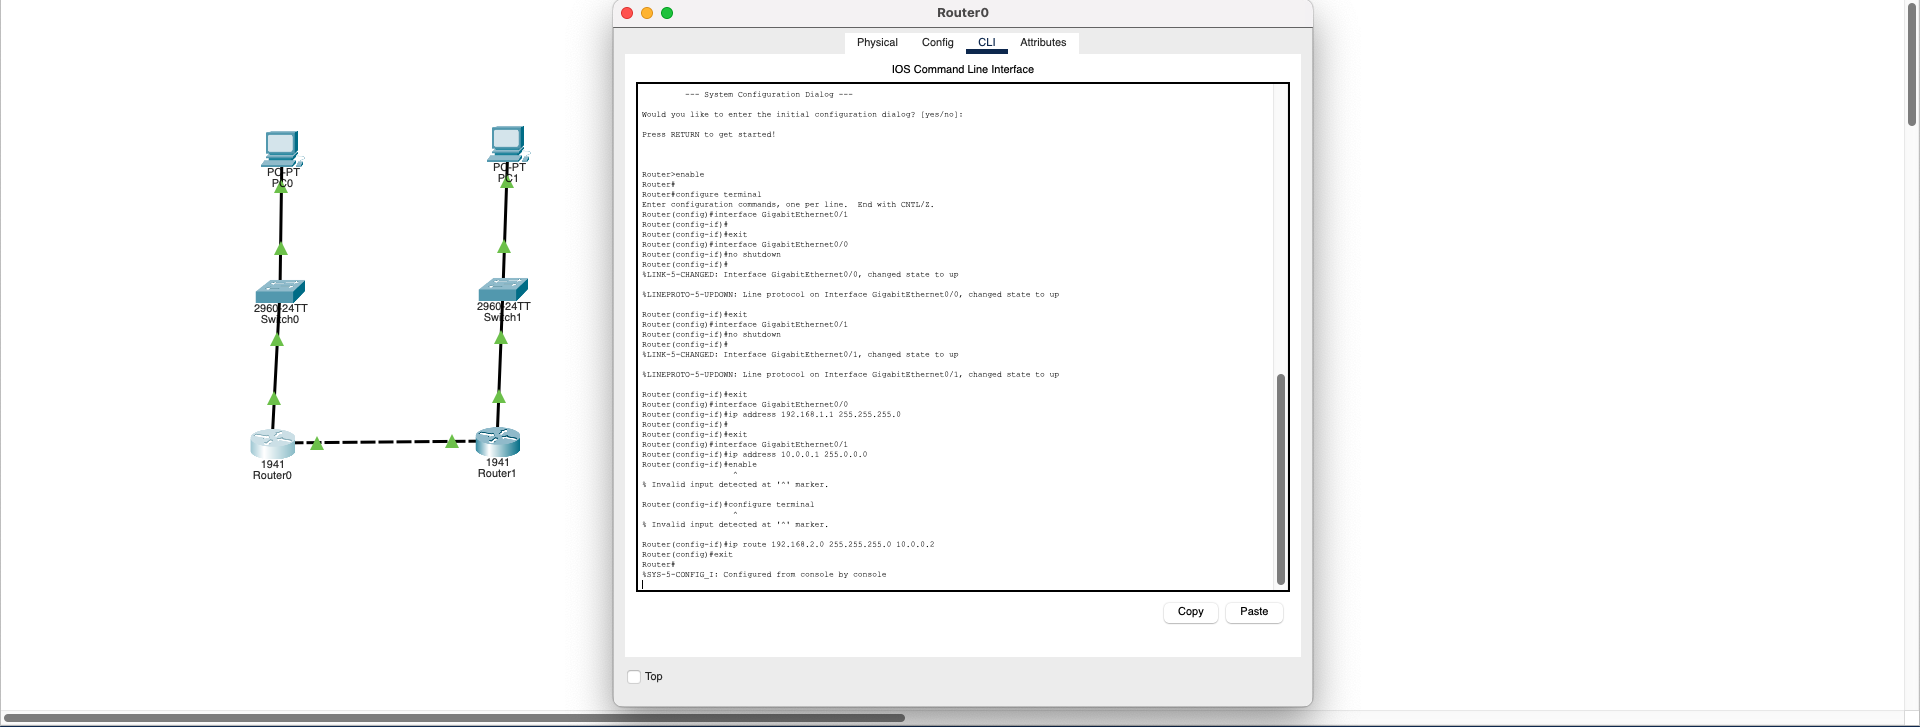 Router0
Physical Config CLI Attributes
IOS Command Line Interface
--- System Configuration Dialog ---
Would you like to enter the initial configuration dialog? [yes/no]:
Press RETURN to get started!
Router>enable
Router#
Router#configure terminal
Enter configuration commands, one per line.  End with CNTL/Z.
Router(config)#interface GigabitEthernet0/1
Router(config-if)#
Router(config-if)#exit
Router(config)#interface GigabitEthernet0/0
Router(config-if)#no shutdown
Router(config-if)#
%LINK-5-CHANGED: Interface GigabitEthernet0/0, changed state to up
%LINEPROTO-5-UPDOWN: Line protocol on Interface GigabitEthernet0/0, changed state to up
Router(config-if)#exit
Router(config)#interface GigabitEthernet0/1
Router(config-if)#no shutdown
Router(config-if)#
%LINK-5-CHANGED: Interface GigabitEthernet0/1, changed state to up
%LINEPROTO-5-UPDOWN: Line protocol on Interface GigabitEthernet0/1, changed state to up
Router(config-if)#exit
Router(config)#interface GigabitEthernet0/0
Router(config-if)#ip address 192.168.1.1 255.255.255.0
Router(config-if)#
Router(config-if)#exit
Router(config)#interface GigabitEthernet0/1
Router(config-if)#ip address 10.0.0.1 255.0.0.0
Router(config-if)#enable
^
% Invalid input detected at '^' marker.
Router(config-if)#configure terminal
^
% Invalid input detected at '^' marker.
Router(config-if)#ip route 192.168.2.0 255.255.255.0 10.0.0.2
Router(config)#exit
Router#
%SYS-5-CONFIG_I: Configured from console by console
Copy Paste
Top
PC-PT
PC0
PC-PT
PC1
2960-24TT
Switch0
2960-24TT
Switch1
1941
Router0
1941
Router1